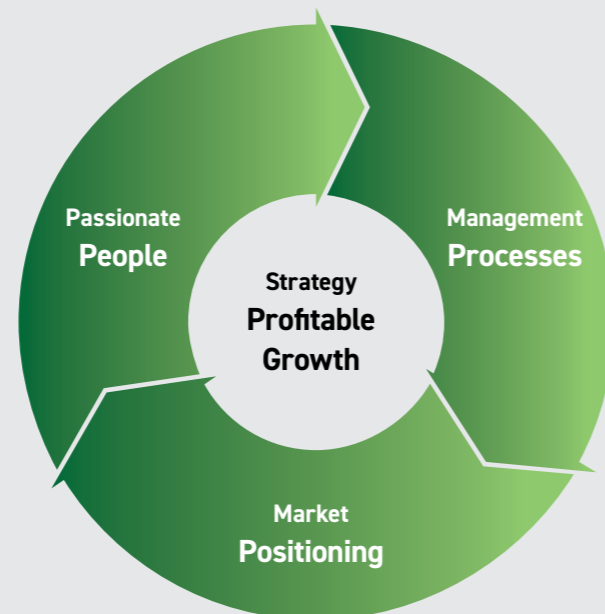 Passionate
People
Management
Processes
Strategy
Profitable
Growth
Market
Positioning